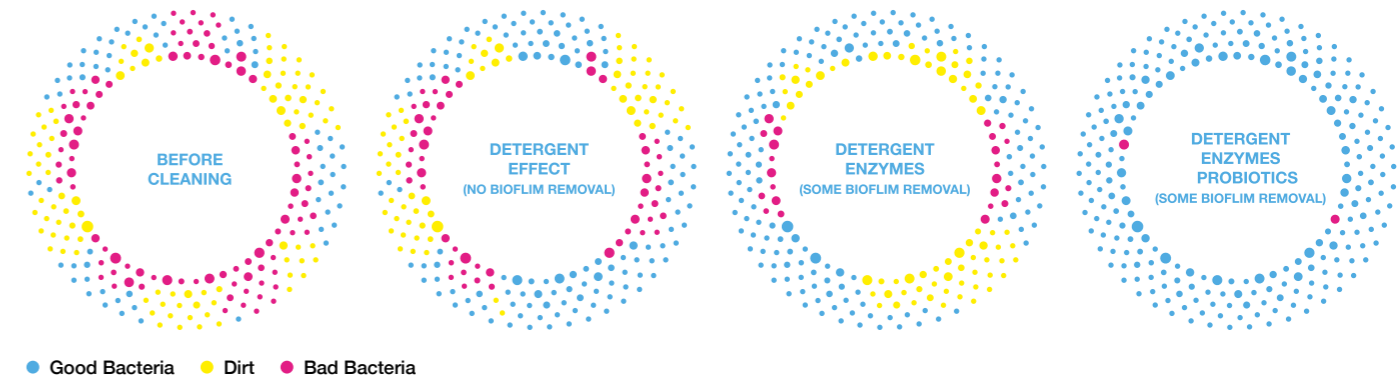 BEFORE
CLEANING
DETERGENT
EFFECT
(NO BIOFLIM REMOVAL)
DETERGENT
ENZYMES
(SOME BIOFLIM REMOVAL)
DETERGENT
ENZYMES
PROBIOTICS
(SOME BIOFLIM REMOVAL)
Good Bacteria Dirt Bad Bacteria